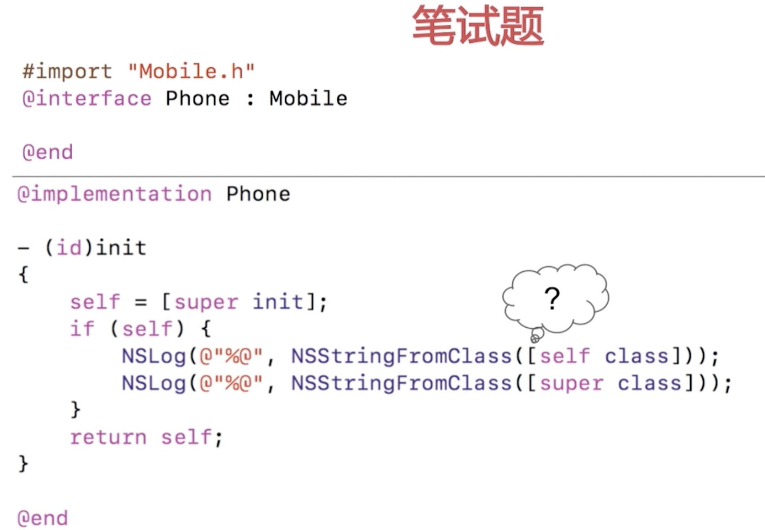 笔试题
#import "Mobile.h"
@interface Phone : Mobile
@end
@implementation Phone
- (id)init
{
    self = [super init];
    if (self) {
?
        NSLog(@"%@", NSStringFromClass([self class]));
        NSLog(@"%@", NSStringFromClass([super class]));
    }
    return self;
}
@end